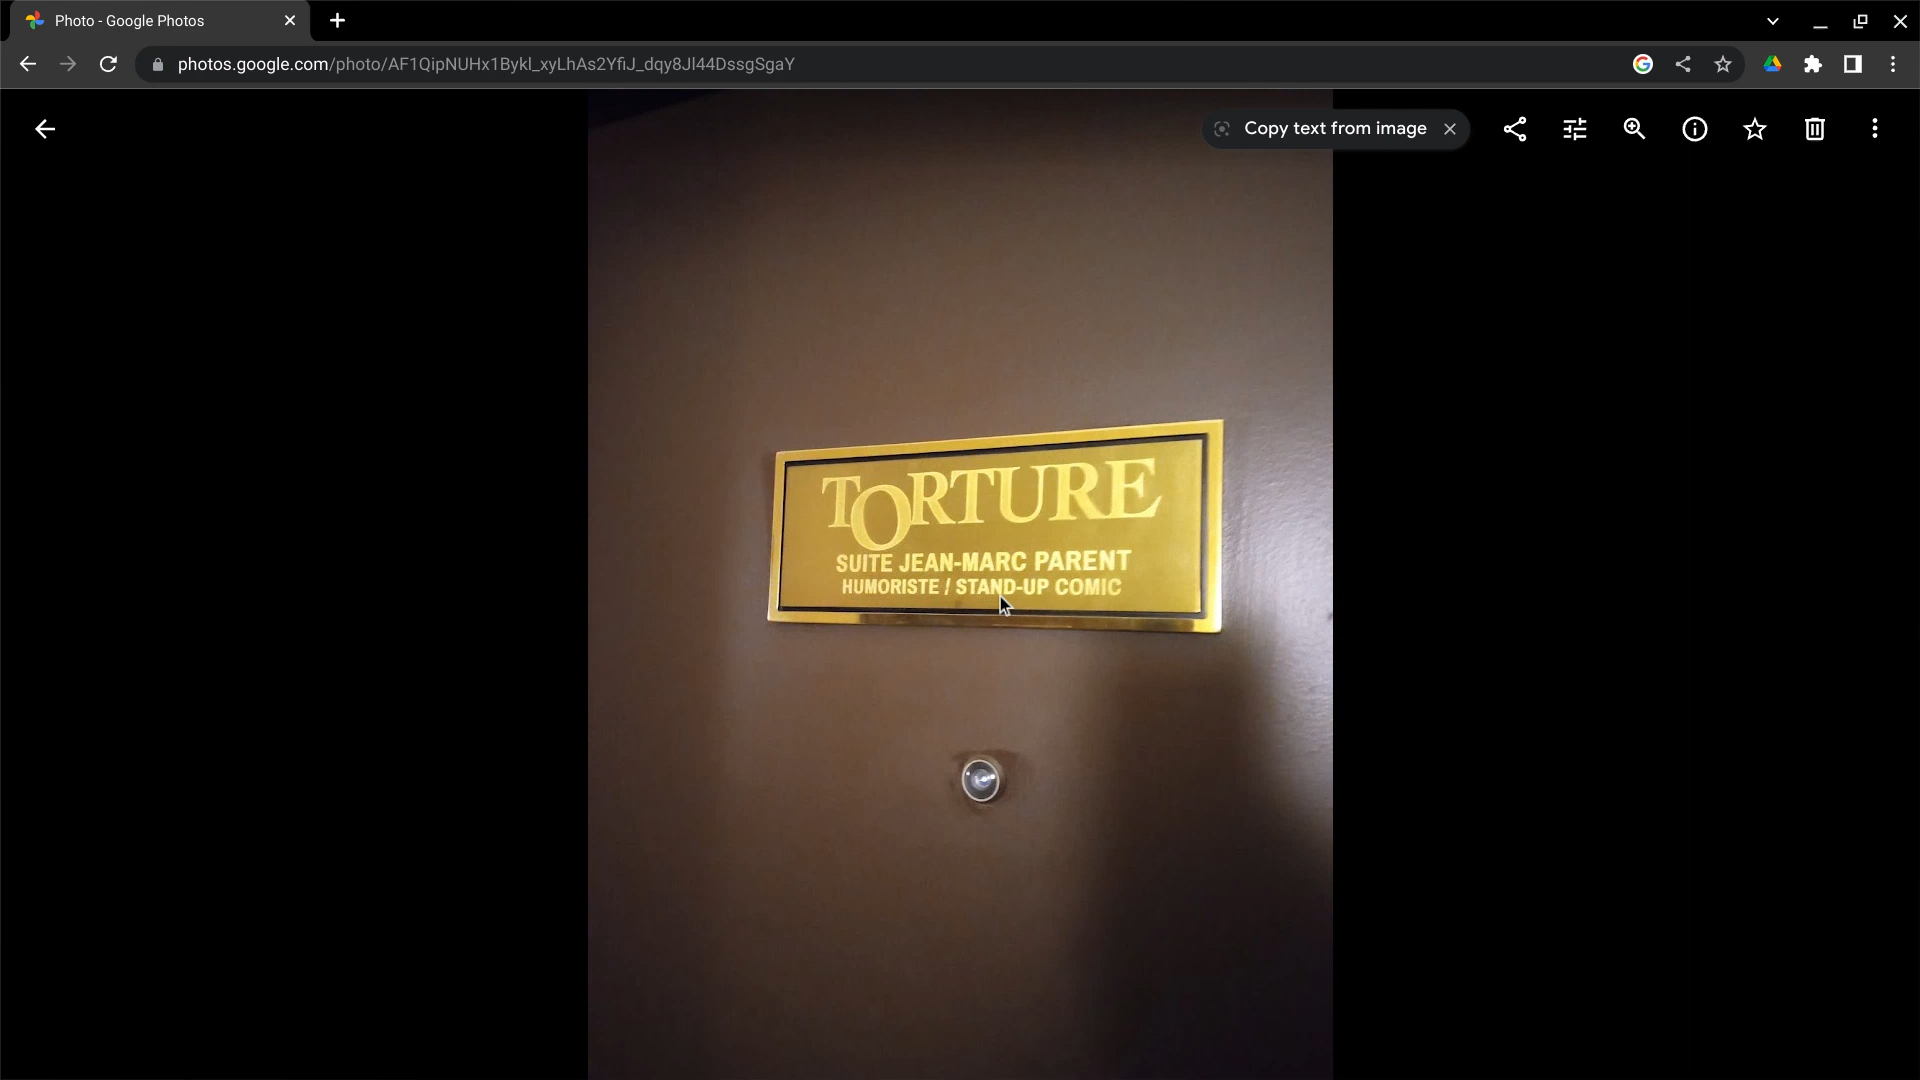 Photo - Google Photos
photos.google.com/photo/AF1QipNUHx1Bykl_xyLhAs2YfiJ_dqy8Jl44DssgSgaY
Copy text from image
TORTURE
SUITE JEAN-MARC PARENT
HUMORISTE / STAND-UP COMIC